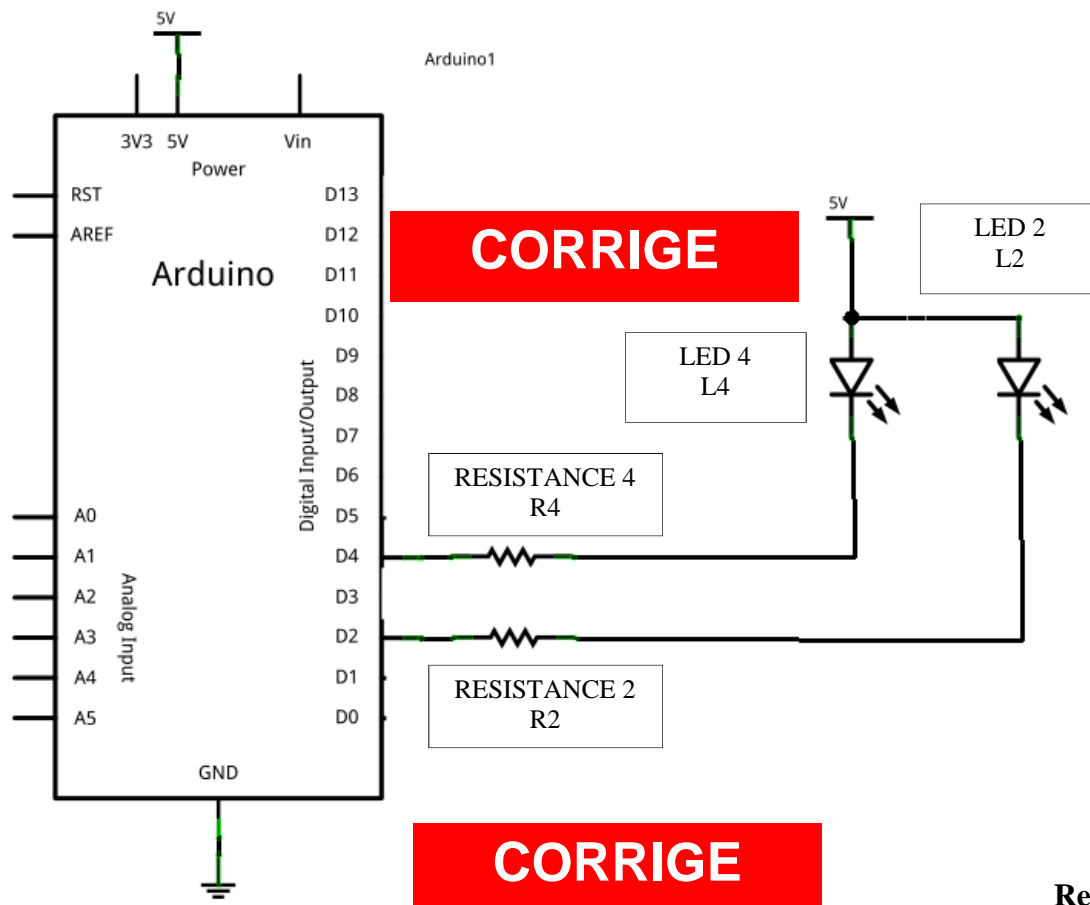 5V
Arduino1
3V3 5V Vin
Power
RST
AREF
Arduino
D13
D12
D11
D10
D9
D8
D7
D6
D5
D4
D3
D2
D1
D0
Digital Input/Output
A0
A1
A2
A3
A4
A5
Analog Input
GND
CORRIGE
5V
LED 2
L2
LED 4
L4
RESISTANCE 4
R4
RESISTANCE 2
R2
CORRIGE
Re